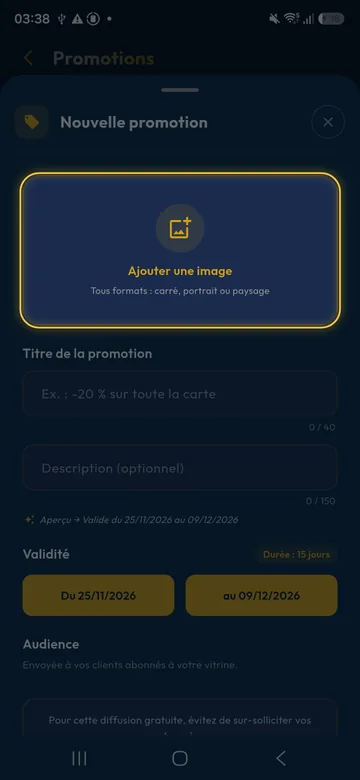 03:38
Promotions
Nouvelle promotion
Ajouter une image
Tous formats : carré, portrait ou paysage
Titre de la promotion
Ex. : -20 % sur toute la carte
0 / 40
Description (optionnel)
0 / 150
Aperçu → Valide du 25/11/2026 au 09/12/2026
Validité
Durée : 15 jours
Du 25/11/2026
au 09/12/2026
Audience
Envoyée à vos clients abonnés à votre vitrine.
Pour cette diffusion gratuite, évitez de sur-solliciter vos